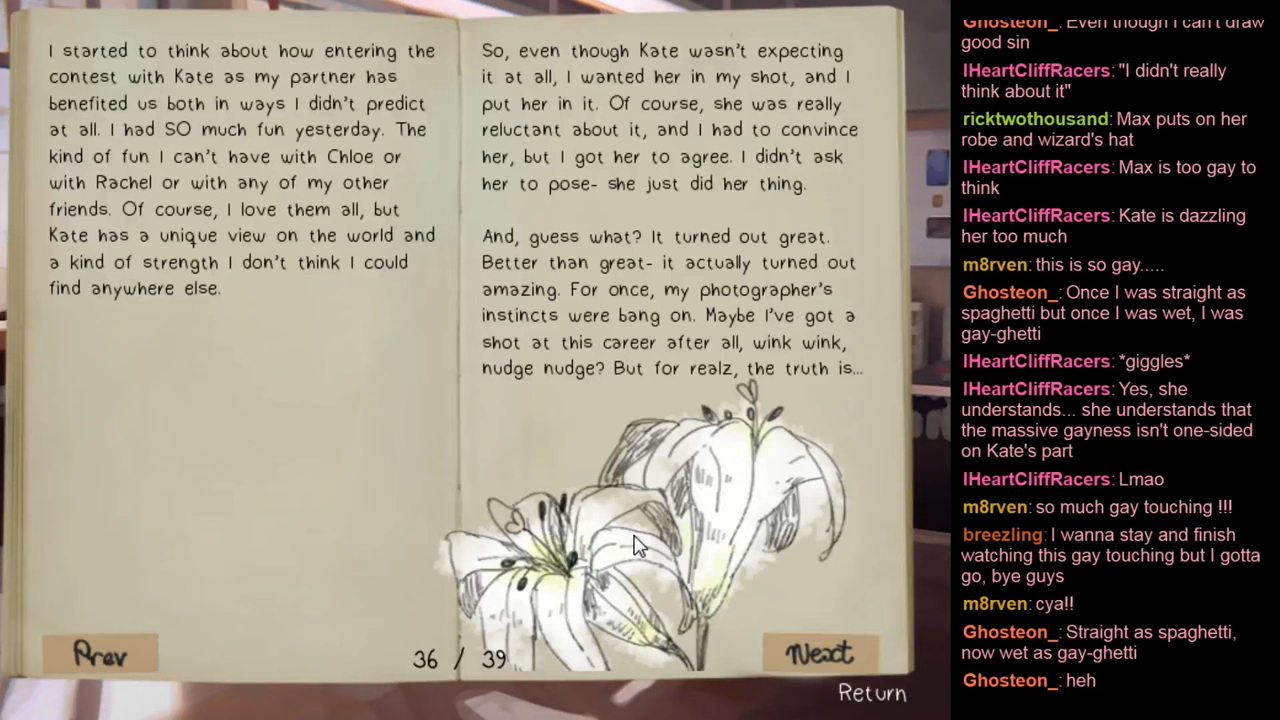 I started to think about how entering the
contest with Kate as my partner has
benefited us both in ways I didn't predict
at all. I had SO much fun yesterday. The
kind of fun I can't have with Chloe or
with Rachel or with any of my other
friends. Of course, I love them all, but
Kate has a unique view on the world and
a kind of strength I don't think I could
find anywhere else.
So, even though Kate wasn't expecting
it at all, I wanted her in my shot, and I
put her in it. Of course, she was really
reluctant about it, and I had to convince
her, but I got her to agree. I didn't ask
her to pose- she just did her thing.
And, guess what? It turned out great.
Better than great- it actually turned out
amazing. For once, my photographer's
instincts were bang on. Maybe I've got a
shot at this career after all, wink wink,
nudge nudge? But for realz, the truth is...
Prev
36 / 39
Next
Return
Ghosteon_: Even though I can't draw
good sin
IHeartCliffRacers: "I didn't really
think about it"
ricktwothousand: Max puts on her
robe and wizard's hat
IHeartCliffRacers: Max is too gay to
think
IHeartCliffRacers: Kate is dazzling
her too much
m8rven: this is so gay.....
Ghosteon_: Once I was straight as
spaghetti but once I was wet, I was
gay-ghetti
IHeartCliffRacers: *giggles*
IHeartCliffRacers: Yes, she
understands... she understands that
the massive gayness isn't one-sided
on Kate's part
IHeartCliffRacers: Lmao
m8rven: so much gay touching !!!
breezling: I wanna stay and finish
watching this gay touching but I gotta
go, bye guys
m8rven: cya!!
Ghosteon_: Straight as spaghetti,
now wet as gay-ghetti
Ghosteon_: heh